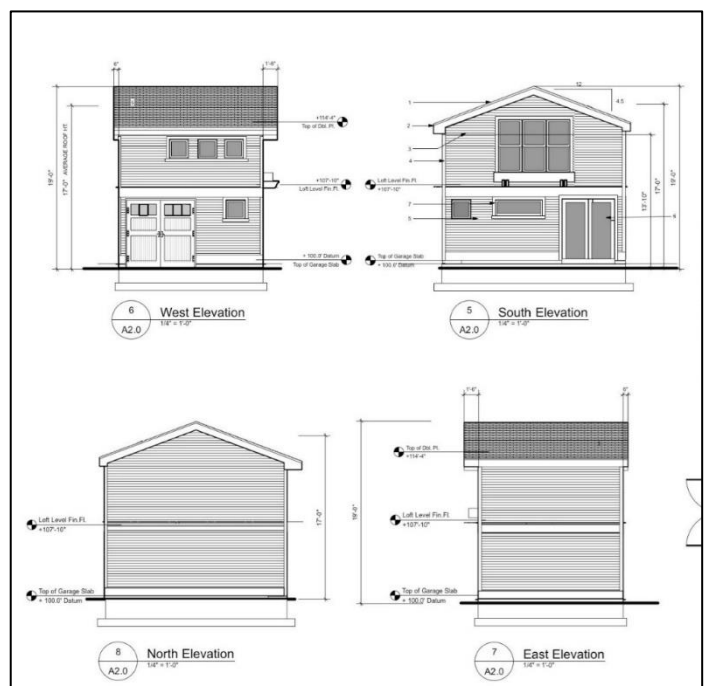 6" 1'-6"
+114'-4"
Top of Dbl. Pl.
19'-0"
17'-0" AVERAGE ROOF HT.
+107'-10"
Loft Level Fin.Fl.
+ 100.0' Datum
Top of Garage Slab
6
A2.0
West Elevation
1/4" = 1'-0"
12
4.5
1
2
3
4
Loft Level Fin.Fl.
+107'-10"
7
5
6
13'-10"
17'-0"
19'-0"
Top of Garage Slab
+ 100.0' Datum
5
A2.0
South Elevation
1/4" = 1'-0"
Loft Level Fin.Fl.
+107'-10"
17'-0"
Top of Garage Slab
+ 100.0' Datum
8
A2.0
North Elevation
1/4" = 1'-0"
1'-6" 6"
Top of Dbl. Pl.
+114'-4"
19'-0"
Loft Level Fin.Fl.
+107'-10"
Top of Garage Slab
+ 100.0' Datum
7
A2.0
East Elevation
1/4" = 1'-0"